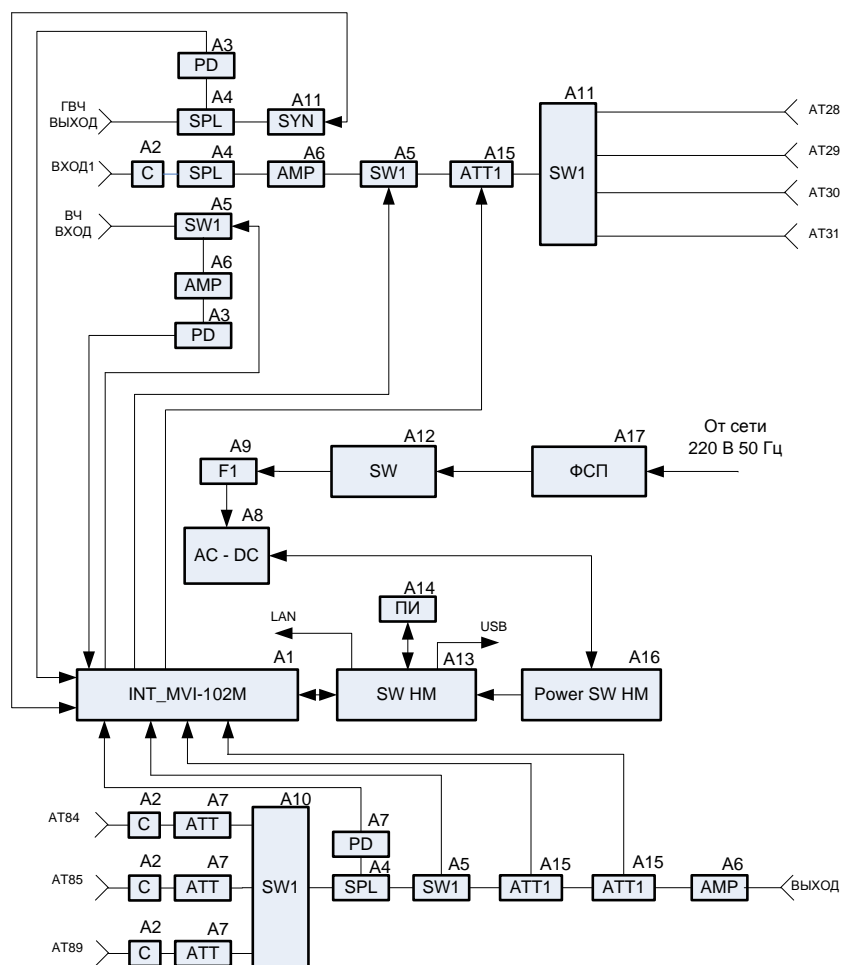 A3
PD
A4
A11
ГВЧ
ВЫХОД
SPL
SYN
A11
AT28
A2
A4
A6
A5
A15
ВХОД1
C
SPL
AMP
SW1
ATT1
SW1
AT29
AT30
AT31
A5
ВЧ
ВХОД
SW1
A6
AMP
A3
PD
От сети
220 В 50 Гц
A9
A12
A17
F1
SW
ФСП
A8
AC - DC
A14
ПИ
LAN
USB
A1
A13
A16
INT_MVI-102M
SW HM
Power SW HM
A2
A7
A10
AT84
C
ATT
A7
PD
A2
A7
A4
A5
A15
A15
A6
AT85
C
ATT
SW1
SPL
SW1
ATT1
ATT1
AMP
ВЫХОД
A2
A7
AT89
C
ATT